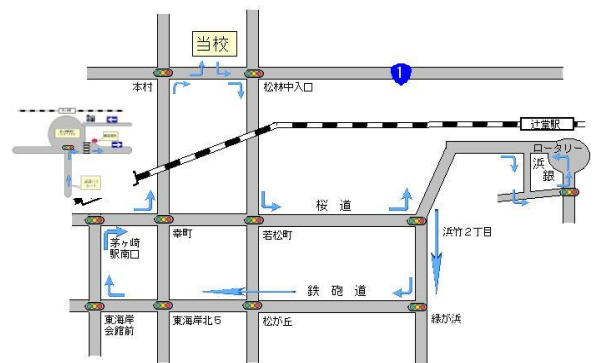 当校
1
本村
松林中入口
辻堂駅
ロータリー
浜
銀
桜 道
茅ヶ崎
駅南口
幸町
若松町
浜竹2丁目
鉄 砲 道
東海岸
会館前
東海岸北5
松が丘
緑が浜